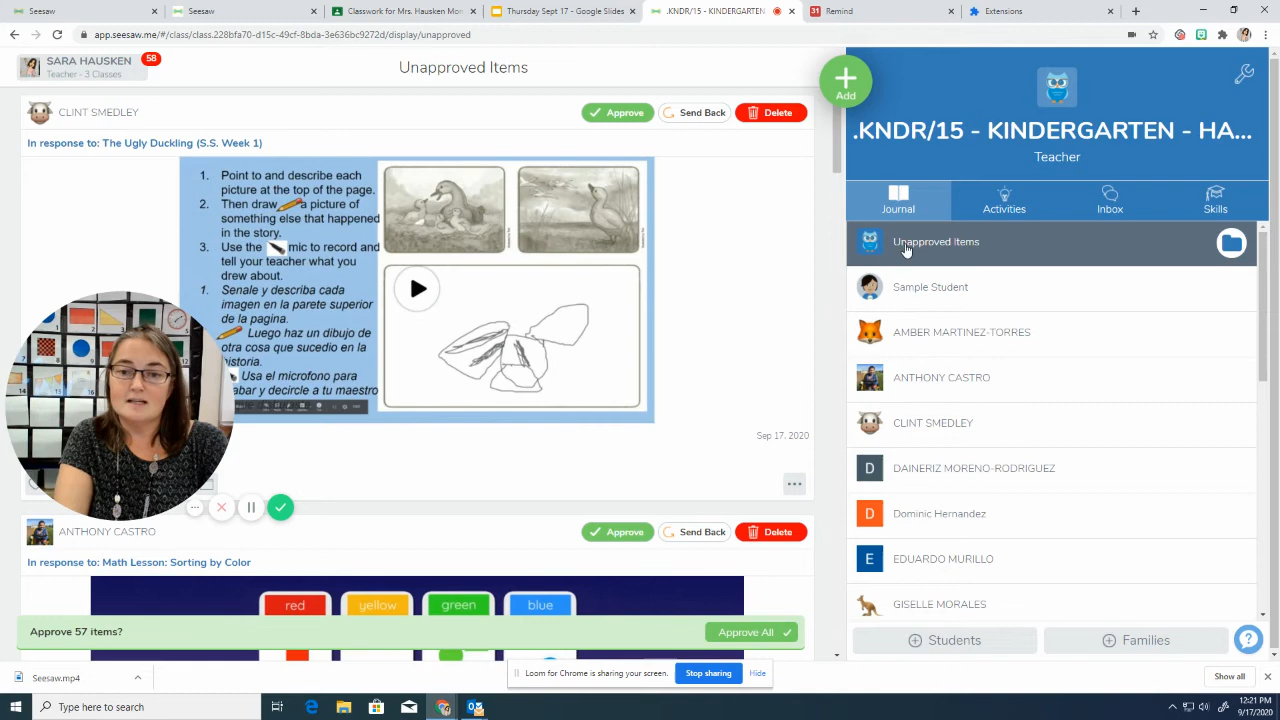 Seesaw
Seesaw
Classwork for Mrs. Hausken Mor
Thursday Sept 17 - Google Slides
.KNDR/15 - KINDERGARTEN
Remind
Extensions
app.seesaw.me/#/class/class.228bfa70-d15c-49cf-8bda-3e636bc9272d/display/unapproved
SARA HAUSKEN
Teacher - 3 Classes
58
Unapproved Items
Add
CLINT SMEDLEY
Approve
Send Back
Delete
In response to: The Ugly Duckling (S.S. Week 1)
1. Point to and describe each
picture at the top of the page.
2. Then draw a picture of
something else that happened
in the story.
3. Use the mic to record and
tell your teacher what you
drew about.
1. Senale y describa cada
imagen en la parete superior
de la pagina.
Luego haz un dibujo de
otra cosa que sucedio en la
historia.
Usa el microfono para
abar y decircle a tu maestro
Sep 17, 2020
ANTHONY CASTRO
Approve
Send Back
Delete
In response to: Math Lesson: Sorting by Color
red
yellow
green
blue
Approve 57 items?
Approve All
.KNDR/15 - KINDERGARTEN - HA...
Teacher
Journal
Activities
Inbox
Skills
Unapproved Items
Sample Student
AMBER MARTINEZ-TORRES
ANTHONY CASTRO
CLINT SMEDLEY
D
DAINERIZ MORENO-RODRIGUEZ
D
Dominic Hernandez
E
EDUARDO MURILLO
GISELLE MORALES
Students
Families
?
Seesaw.mp4
Loom for Chrome is sharing your screen.
Stop sharing
Hide
Show all
Type here to search
12:21 PM
9/17/2020